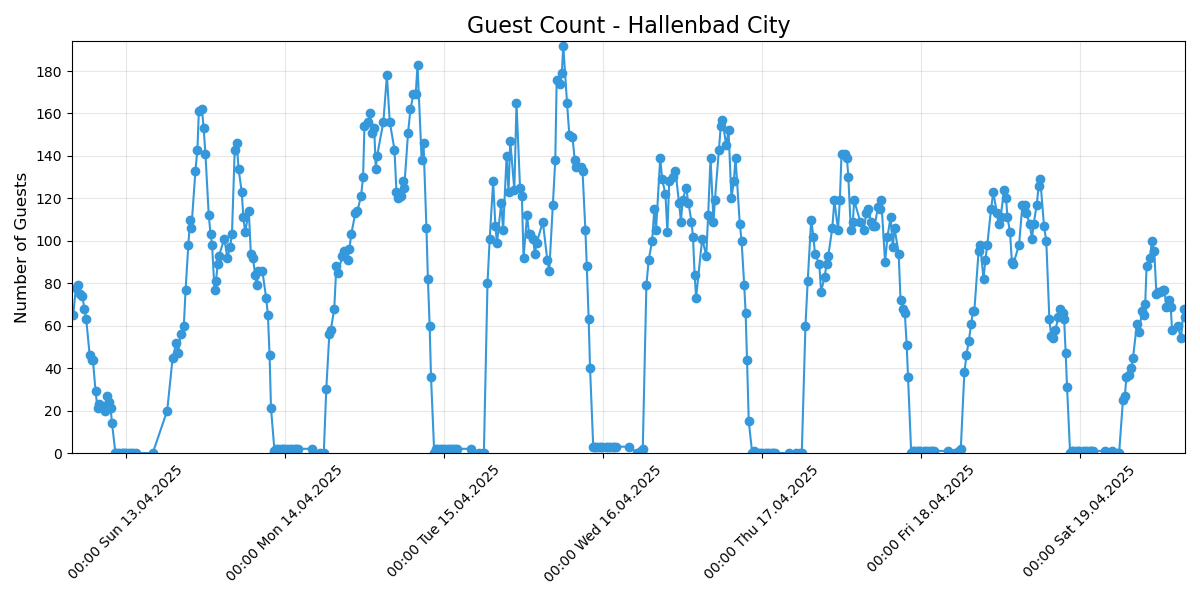 Guest Count - Hallenbad City
Number of Guests
180
160
140
120
100
80
60
40
20
0
00:00 Sun 13.04.2025
00:00 Mon 14.04.2025
00:00 Tue 15.04.2025
00:00 Wed 16.04.2025
00:00 Thu 17.04.2025
00:00 Fri 18.04.2025
00:00 Sat 19.04.2025